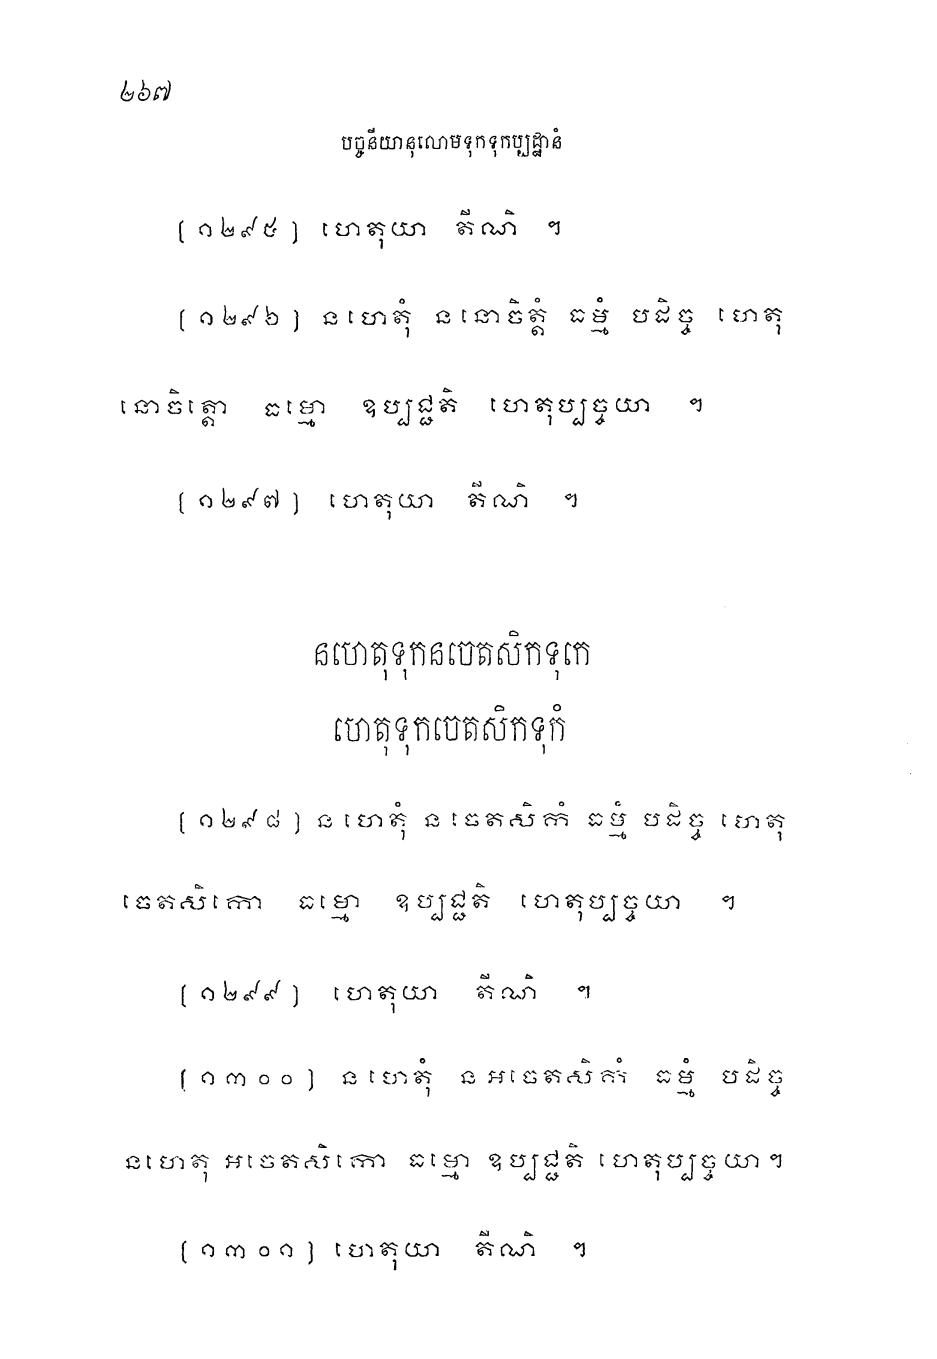 ២៦៧
បច្ចនីយានុលោមទុកទុកប្បដ្ឋានំ
(១២៩៥) ហេតុយា តីណិ ។
(១២៩៦) នហេតុំ ននោចិត្តំ ធម្មំ បដិច្ច ហេតុ
នោចិត្តោ ធម្មោ ឧប្បជ្ជតិ ហេតុប្បច្ចយា ។
(១២៩៧) ហេតុយា តីណិ ។
នហេតុទុកនចេតសិកទុកេ
ហេតុទុកចេតសិកទុកំ
(១២៩៨) នហេតុំ នចេតសិកំ ធម្មំ បដិច្ច ហេតុ
ចេតសិកោ ធម្មោ ឧប្បជ្ជតិ ហេតុប្បច្ចយា ។
(១២៩៩) ហេតុយា តីណិ ។
(១៣០០) នហេតុំ នអចេតសិកំ ធម្មំ បដិច្ច
នហេតុ អចេតសិកោ ធម្មោ ឧប្បជ្ជតិ ហេតុប្បច្ចយា។
(១៣០១) ហេតុយា តីណិ ។